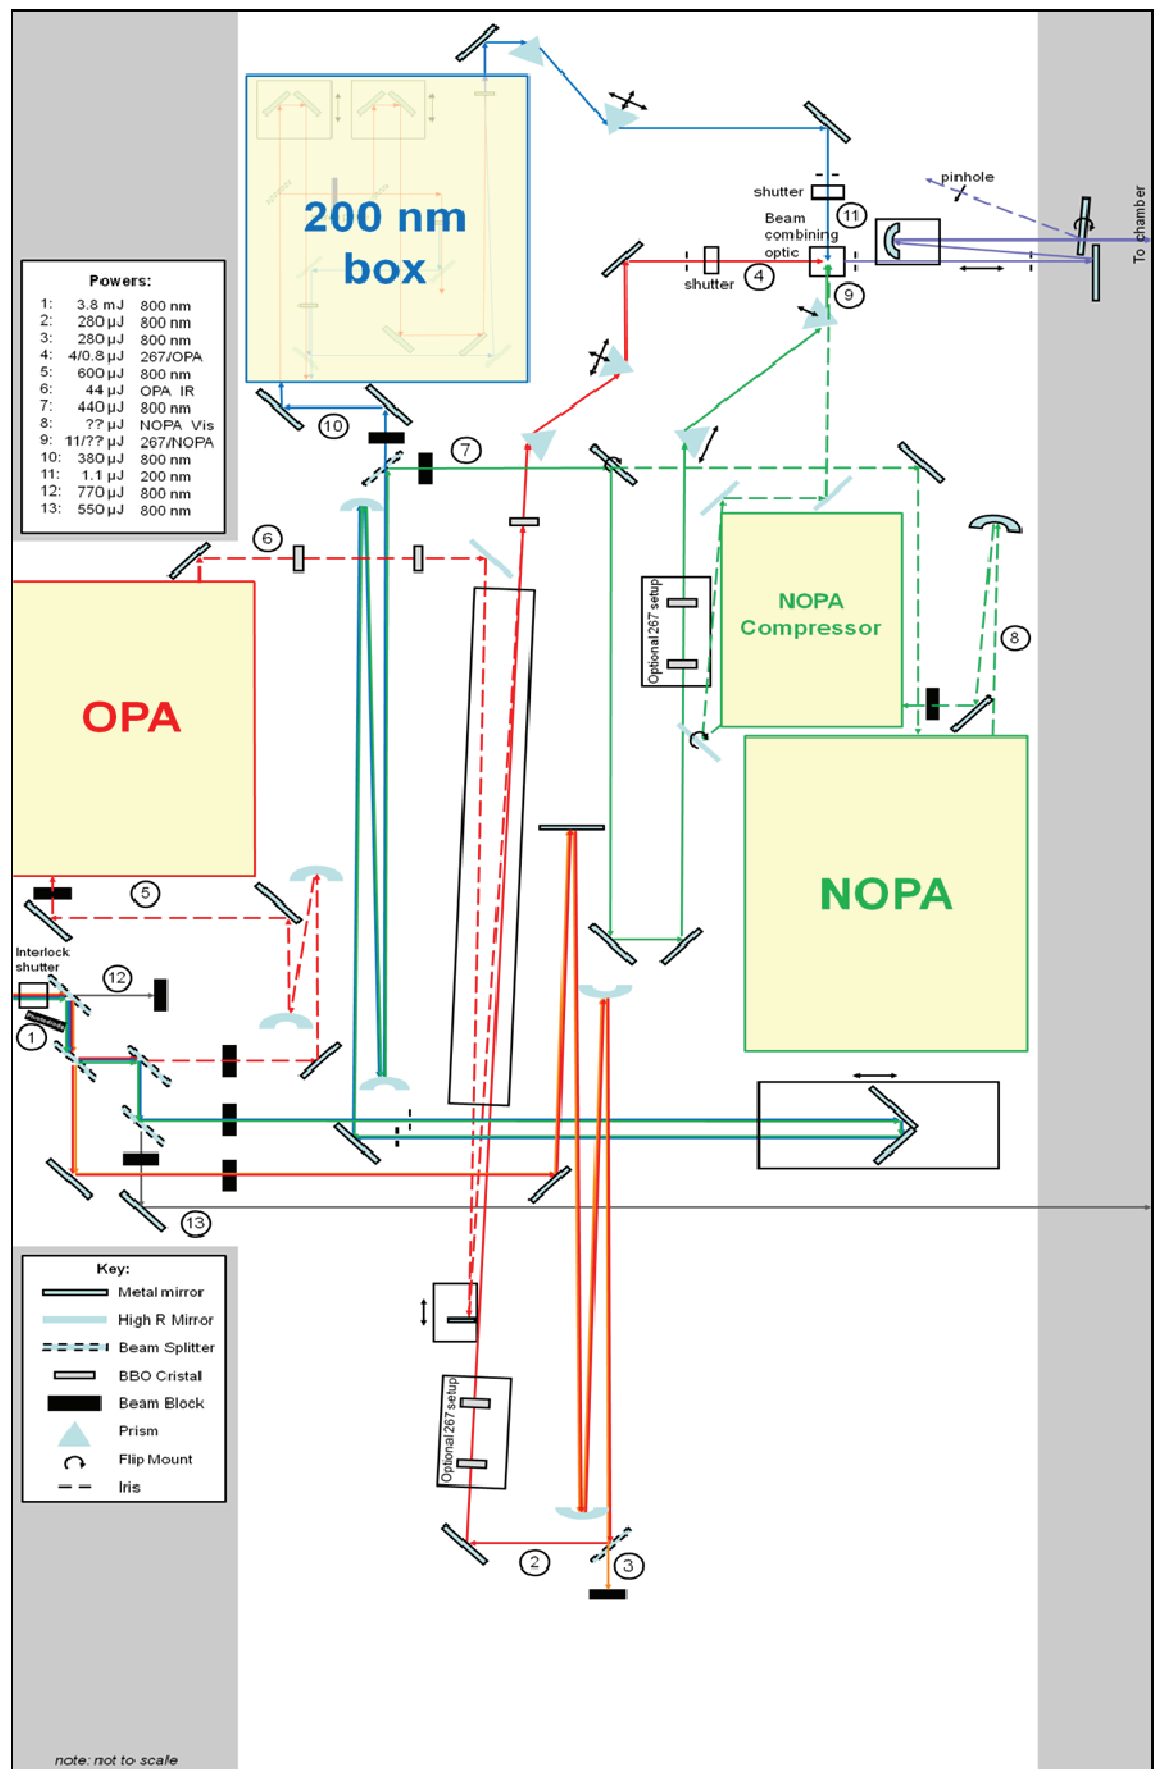 200 nm
box
pinhole
To chamber
shutter
11
Beam
combining
optic
4
shutter
9
Powers:
1: 3.8 mJ 800 nm
2: 280 µJ 800 nm
3: 280 µJ 800 nm
4: 4/0.8 µJ 267/OPA
5: 600 µJ 800 nm
6: 44 µJ OPA IR
7: 440 µJ 800 nm
8: ?? µJ NOPA Vis
9: 11/?? µJ 267/NOPA
10: 380 µJ 800 nm
11: 1.1 µJ 200 nm
12: 770 µJ 800 nm
13: 550 µJ 800 nm
10
7
6
Optional 267 setup
NOPA
Compressor
8
OPA
NOPA
5
Interlock
shutter
12
1
13
Key:
Metal mirror
High R Mirror
Beam Splitter
BBO Cristal
Beam Block
Prism
Flip Mount
Iris
Optional 267 setup
2
3
note: not to scale